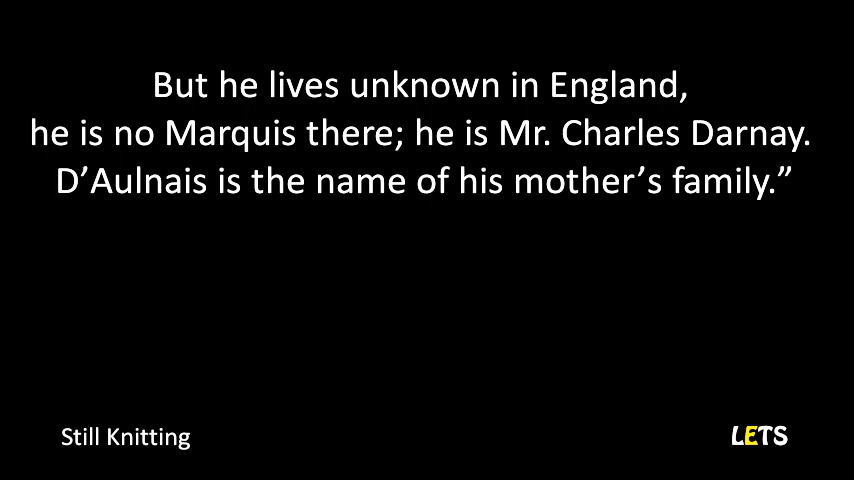 But he lives unknown in England,
he is no Marquis there; he is Mr. Charles Darnay.
D’Aulnais is the name of his mother’s family.”
Still Knitting
LETS